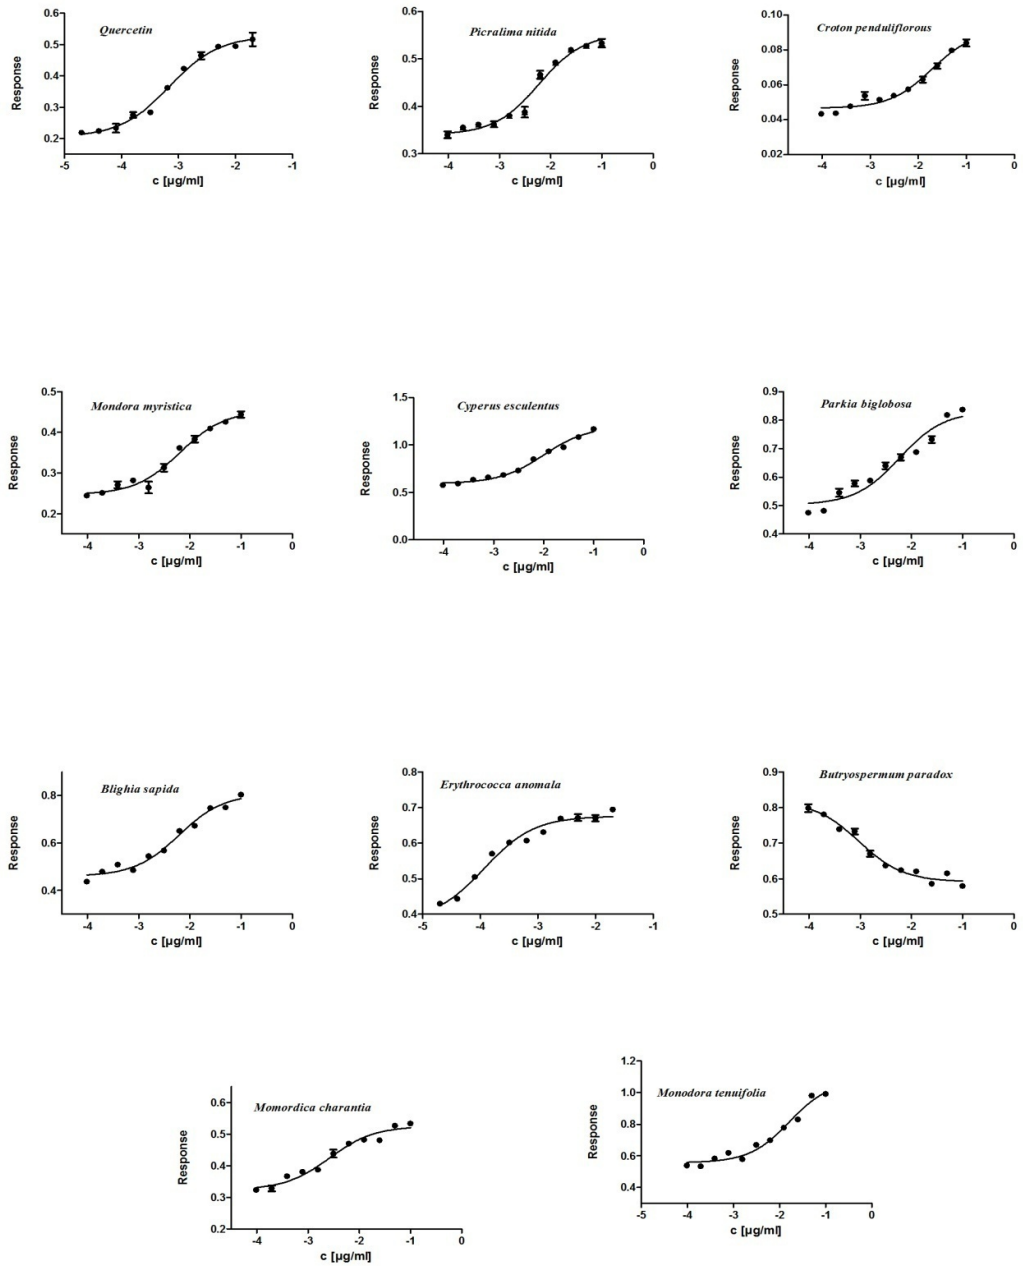 Quercetin
Response
0.6
0.5
0.4
0.3
0.2
-5 -4 -3 -2 -1
c [µg/ml]
Picralima nitida
Response
0.6
0.5
0.4
0.3
-4 -3 -2 -1 0
c [µg/ml]
Croton penduliflorous
Response
0.10
0.08
0.06
0.04
0.02
-4 -3 -2 -1 0
c [µg/ml]
Mondora myristica
Response
0.5
0.4
0.3
0.2
-4 -3 -2 -1 0
c [µg/ml]
Cyperus esculentus
Response
1.5
1.0
0.5
0.0
-4 -3 -2 -1 0
c [µg/ml]
Parkia biglobosa
Response
0.9
0.8
0.7
0.6
0.5
0.4
-4 -3 -2 -1 0
c [µg/ml]
Blighia sapida
Response
0.8
0.6
0.4
-4 -3 -2 -1 0
c [µg/ml]
Erythrococca anomala
Response
0.8
0.7
0.6
0.5
0.4
-5 -4 -3 -2 -1
c [µg/ml]
Butryospermum paradox
Response
0.9
0.8
0.7
0.6
0.5
-4 -3 -2 -1 0
c [µg/ml]
Momordica charantia
Response
0.6
0.5
0.4
0.3
0.2
-4 -3 -2 -1 0
c [µg/ml]
Monodora tenuifolia
Response
1.2
1.0
0.8
0.6
0.4
-5 -4 -3 -2 -1 0
c [µg/ml]